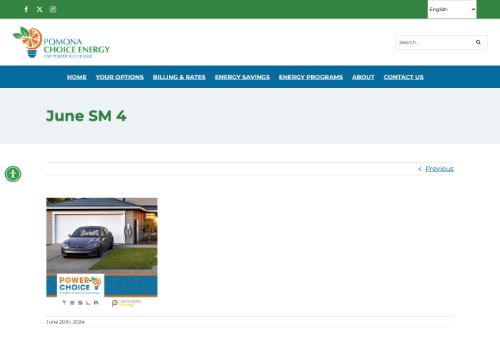 English
POMONA
CHOICE ENERGY
THE POWER TO CHOOSE
Search...
HOME YOUR OPTIONS BILLING & RATES ENERGY SAVINGS ENERGY PROGRAMS ABOUT CONTACT US
June SM 4
Previous
POWER
CHOICE
TESLA
June 20th, 2024